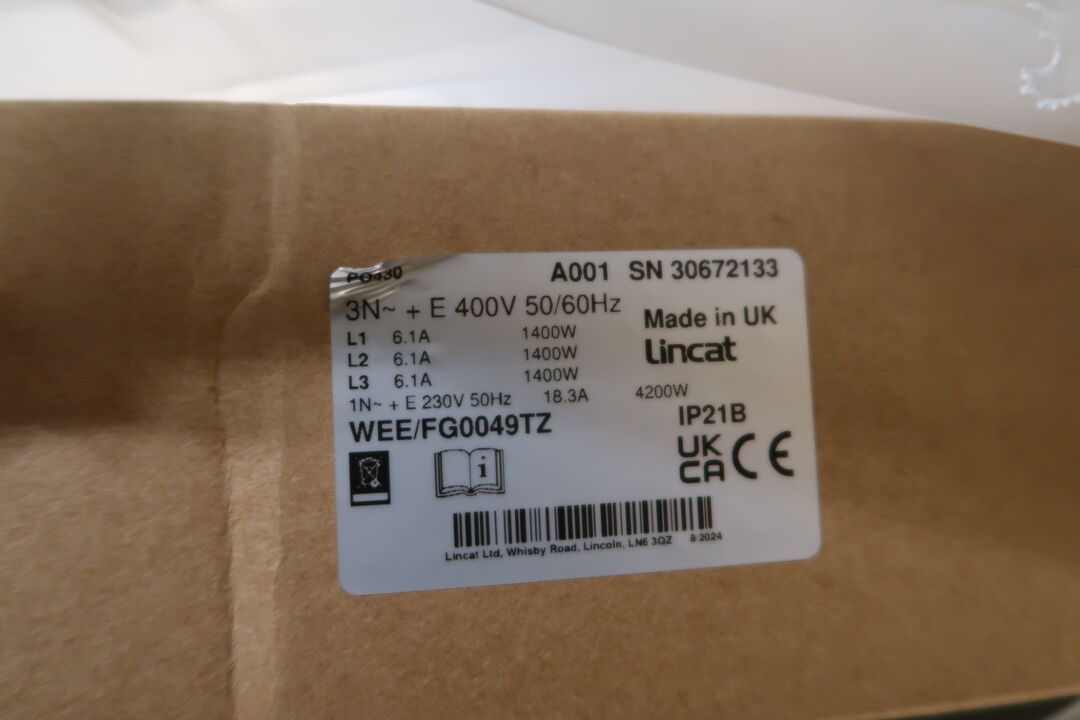 PO430 A001 SN 30672133
3N~ + E 400V 50/60Hz
Made in UK
Lincat
L1 6.1A 1400W
L2 6.1A 1400W
L3 6.1A 1400W
1N~ + E 230V 50Hz 18.3A 4200W
WEE/FG0049TZ
IP21B
UK
CA CE
i
Lincat Ltd, Whisby Road, Lincoln, LN6 3QZ 8 2024